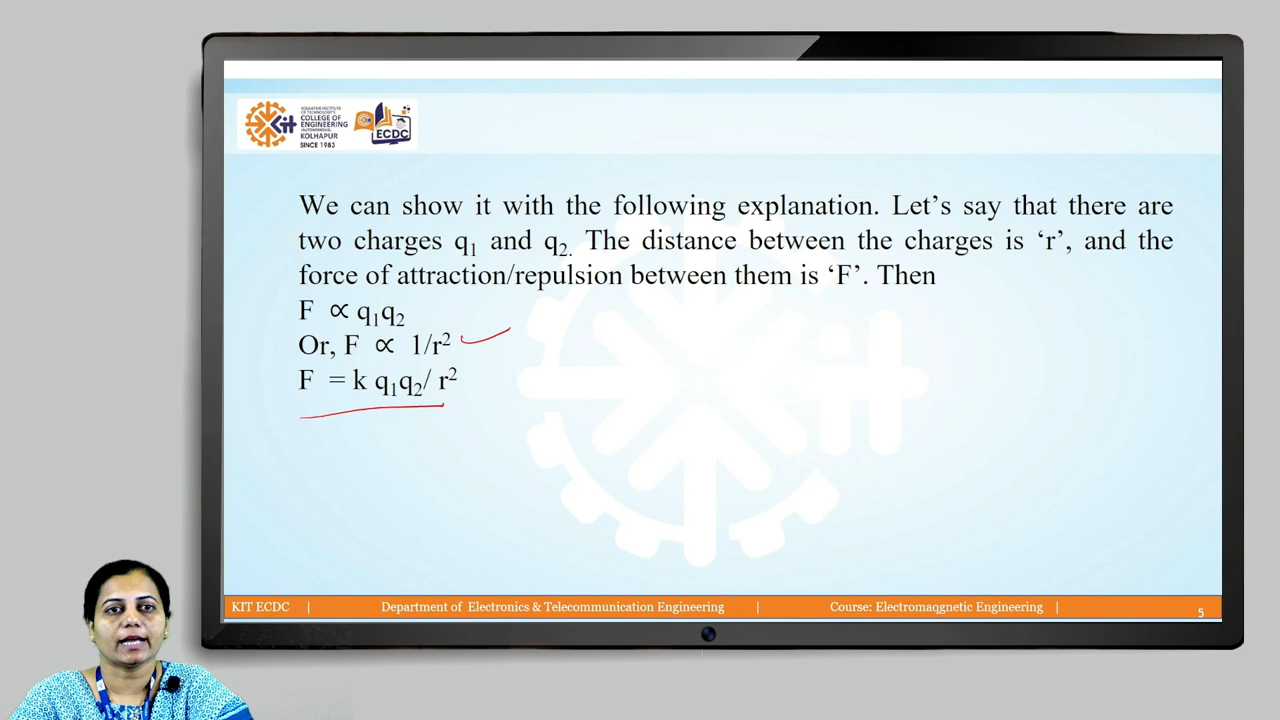 KOLHAPUR INSTITUTE
OF TECHNOLOGY'S
COLLEGE OF
ENGINEERING
(AUTONOMOUS)
KOLHAPUR
SINCE 1983
Kit
ECDC
We can show it with the following explanation. Let’s say that there are
two charges q₁ and q₂. The distance between the charges is ‘r’, and the
force of attraction/repulsion between them is ‘F’. Then
F ∝ q₁q₂
Or, F ∝ 1/r²
F = k q₁q₂/ r²
KIT ECDC | Department of Electronics & Telecommunication Engineering | Course: Electromaqgnetic Engineering |
5